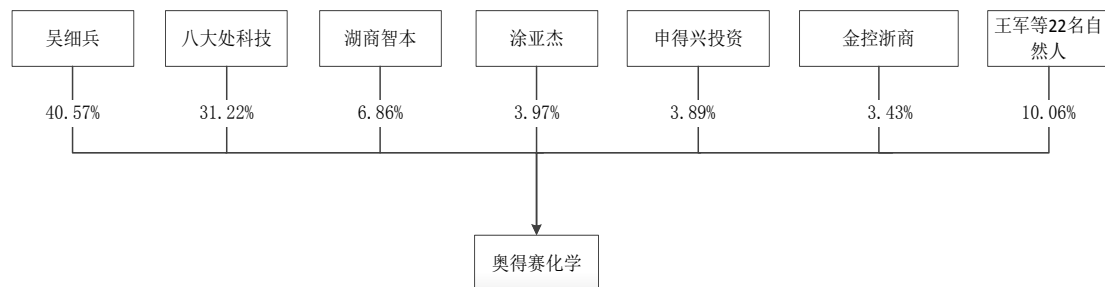 吴细兵
八大处科技
湖商智本
涂亚杰
申得兴投资
金控浙商
王军等22名自
然人
40.57%
31.22%
6.86%
3.97%
3.89%
3.43%
10.06%
奥得赛化学